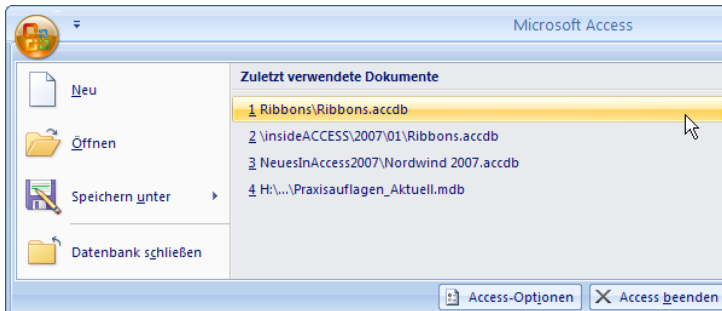 Microsoft Access
Neu
Öffnen
Speichern unter
Datenbank schließen
Zuletzt verwendete Dokumente
1 Ribbons\Ribbons.accdb
2 \insideACCESS\2007\01\Ribbons.accdb
3 NeuesInAccess2007\Nordwind 2007.accdb
4 H:\...\Praxisauflagen_Aktuell.mdb
Access-Optionen
Access beenden